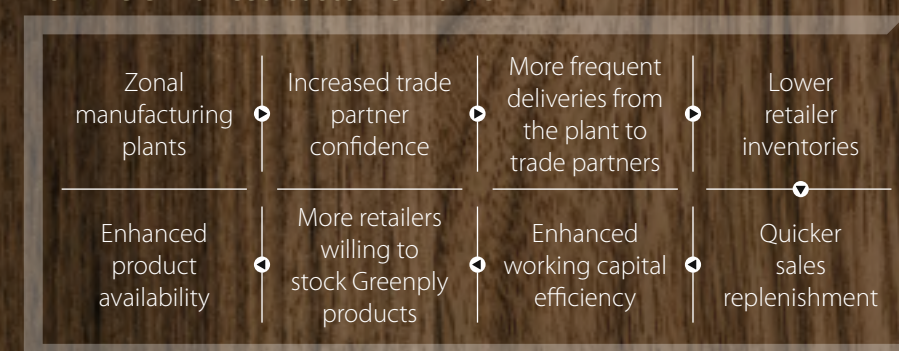 Zonal
manufacturing
plants
Increased trade
partner
confidence
More frequent
deliveries from
the plant to
trade partners
Lower
retailer
inventories
Quicker
sales
replenishment
Enhanced
working capital
efficiency
More retailers
willing to
stock Greenply
products
Enhanced
product
availability